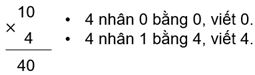 10
×
4
40
• 4 nhân 0 bằng 0, viết 0.
• 4 nhân 1 bằng 4, viết 4.